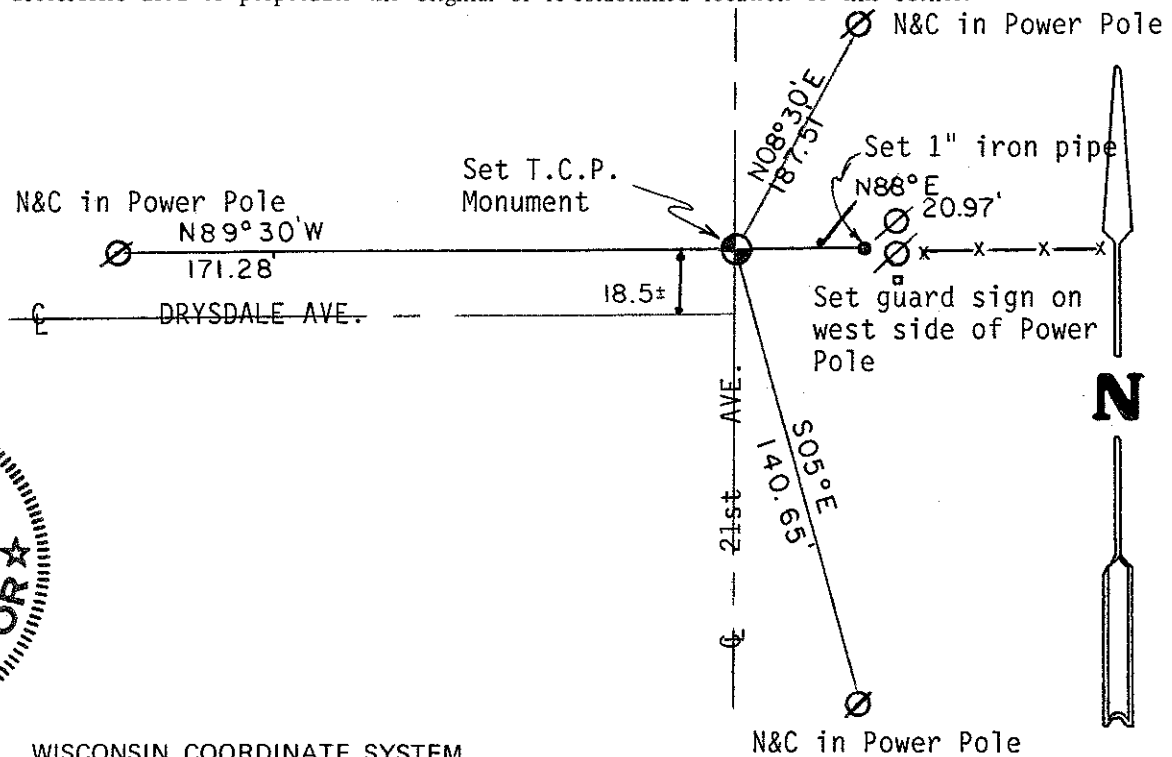 N&C in Power Pole
N08°30'E
187.51'
Set T.C.P.
Monument
Set 1" iron pipe
N88°E
20.97'
N&C in Power Pole
N89°30'W
171.28'
18.5±
℄ DRYSDALE AVE.
Set guard sign on
west side of Power
Pole
N
℄ 21st AVE.
S05°E
140.65'
OR
N&C in Power Pole
WISCONSIN COORDINATE SYSTEM